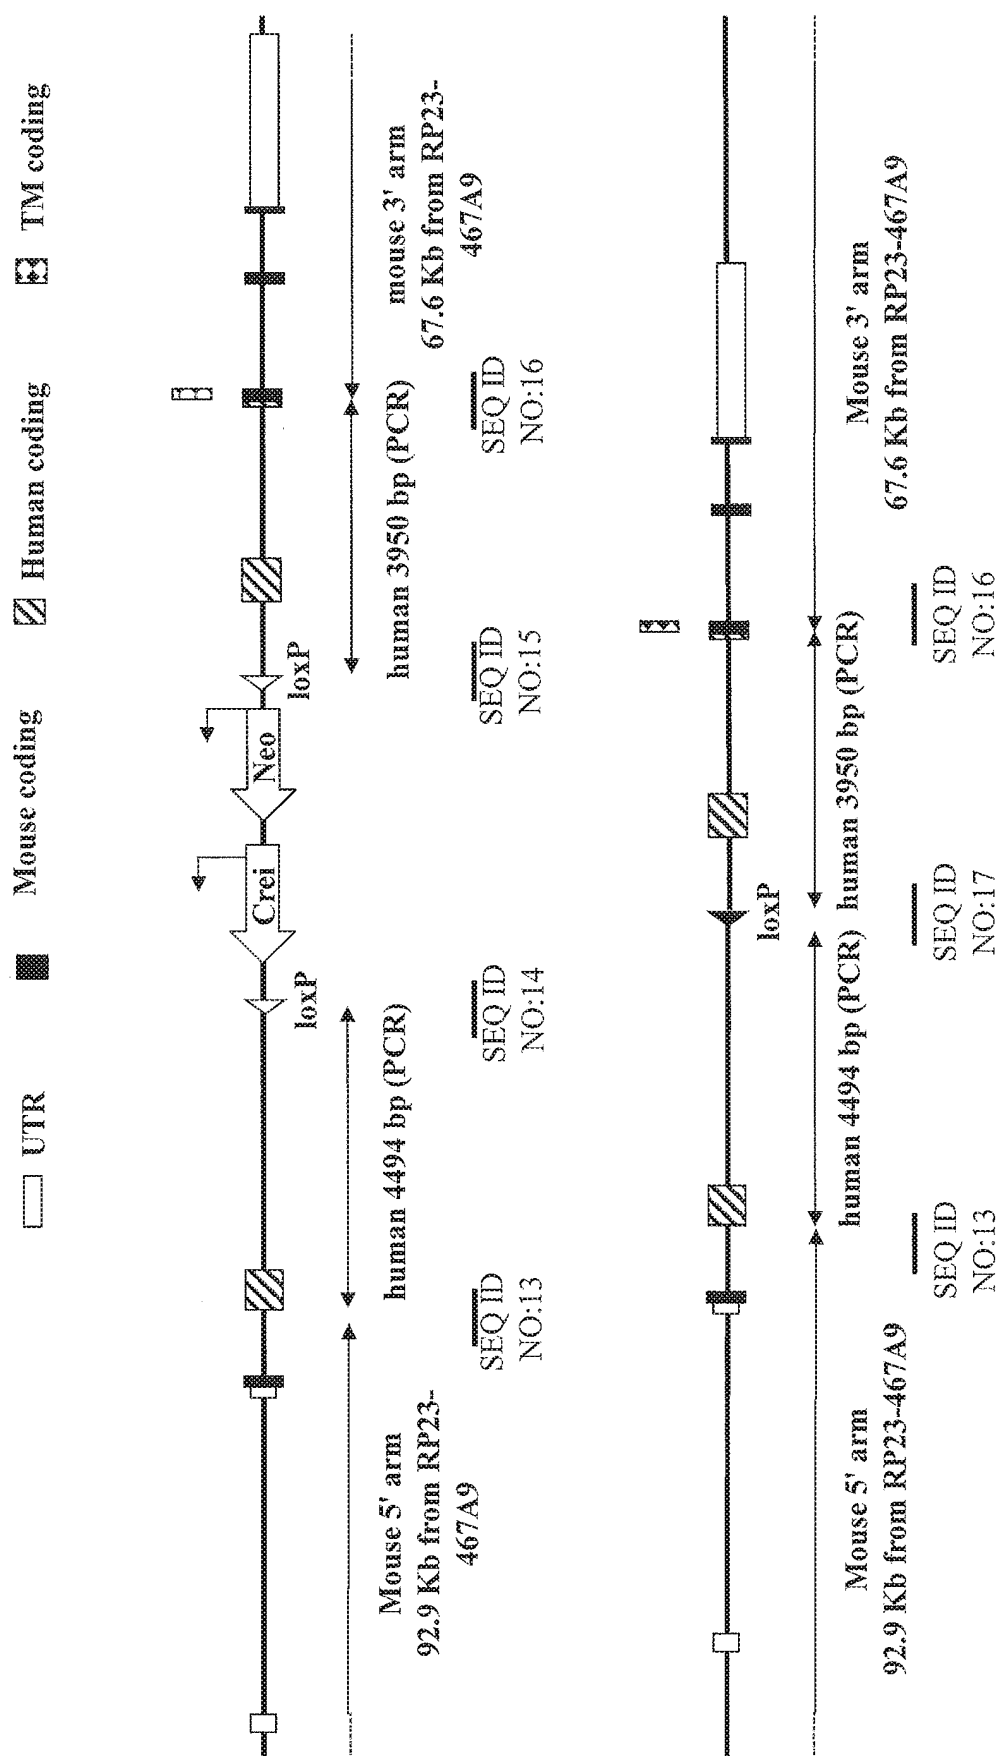 UTR
Mouse coding
Human coding
TM coding
Crei
Neo
loxP
loxP
Mouse 5' arm
92.9 Kb from RP23-
467A9
human 4494 bp (PCR)
human 3950 bp (PCR)
mouse 3' arm
67.6 Kb from RP23-
467A9
SEQ ID
NO:13
SEQ ID
NO:14
SEQ ID
NO:15
SEQ ID
NO:16
loxP
Mouse 5' arm
92.9 Kb from RP23-467A9
human 4494 bp (PCR)
human 3950 bp (PCR)
Mouse 3' arm
67.6 Kb from RP23-467A9
SEQ ID
NO:13
SEQ ID
NO:17
SEQ ID
NO:16